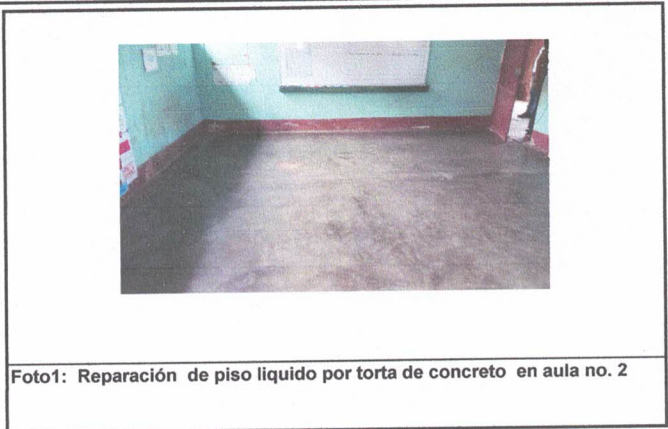 Foto1: Reparación de piso liquido por torta de concreto en aula no. 2